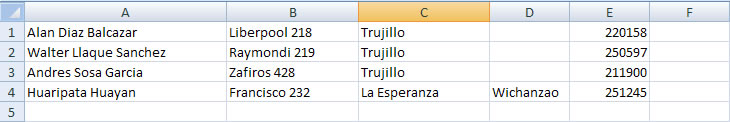 A B C D E F
1 Alan Diaz Balcazar Liberpool 218 Trujillo 220158
2 Walter Llaque Sanchez Raymondi 219 Trujillo 250597
3 Andres Sosa Garcia Zafiros 428 Trujillo 211900
4 Huaripata Huayan Francisco 232 La Esperanza Wichanzao 251245
5